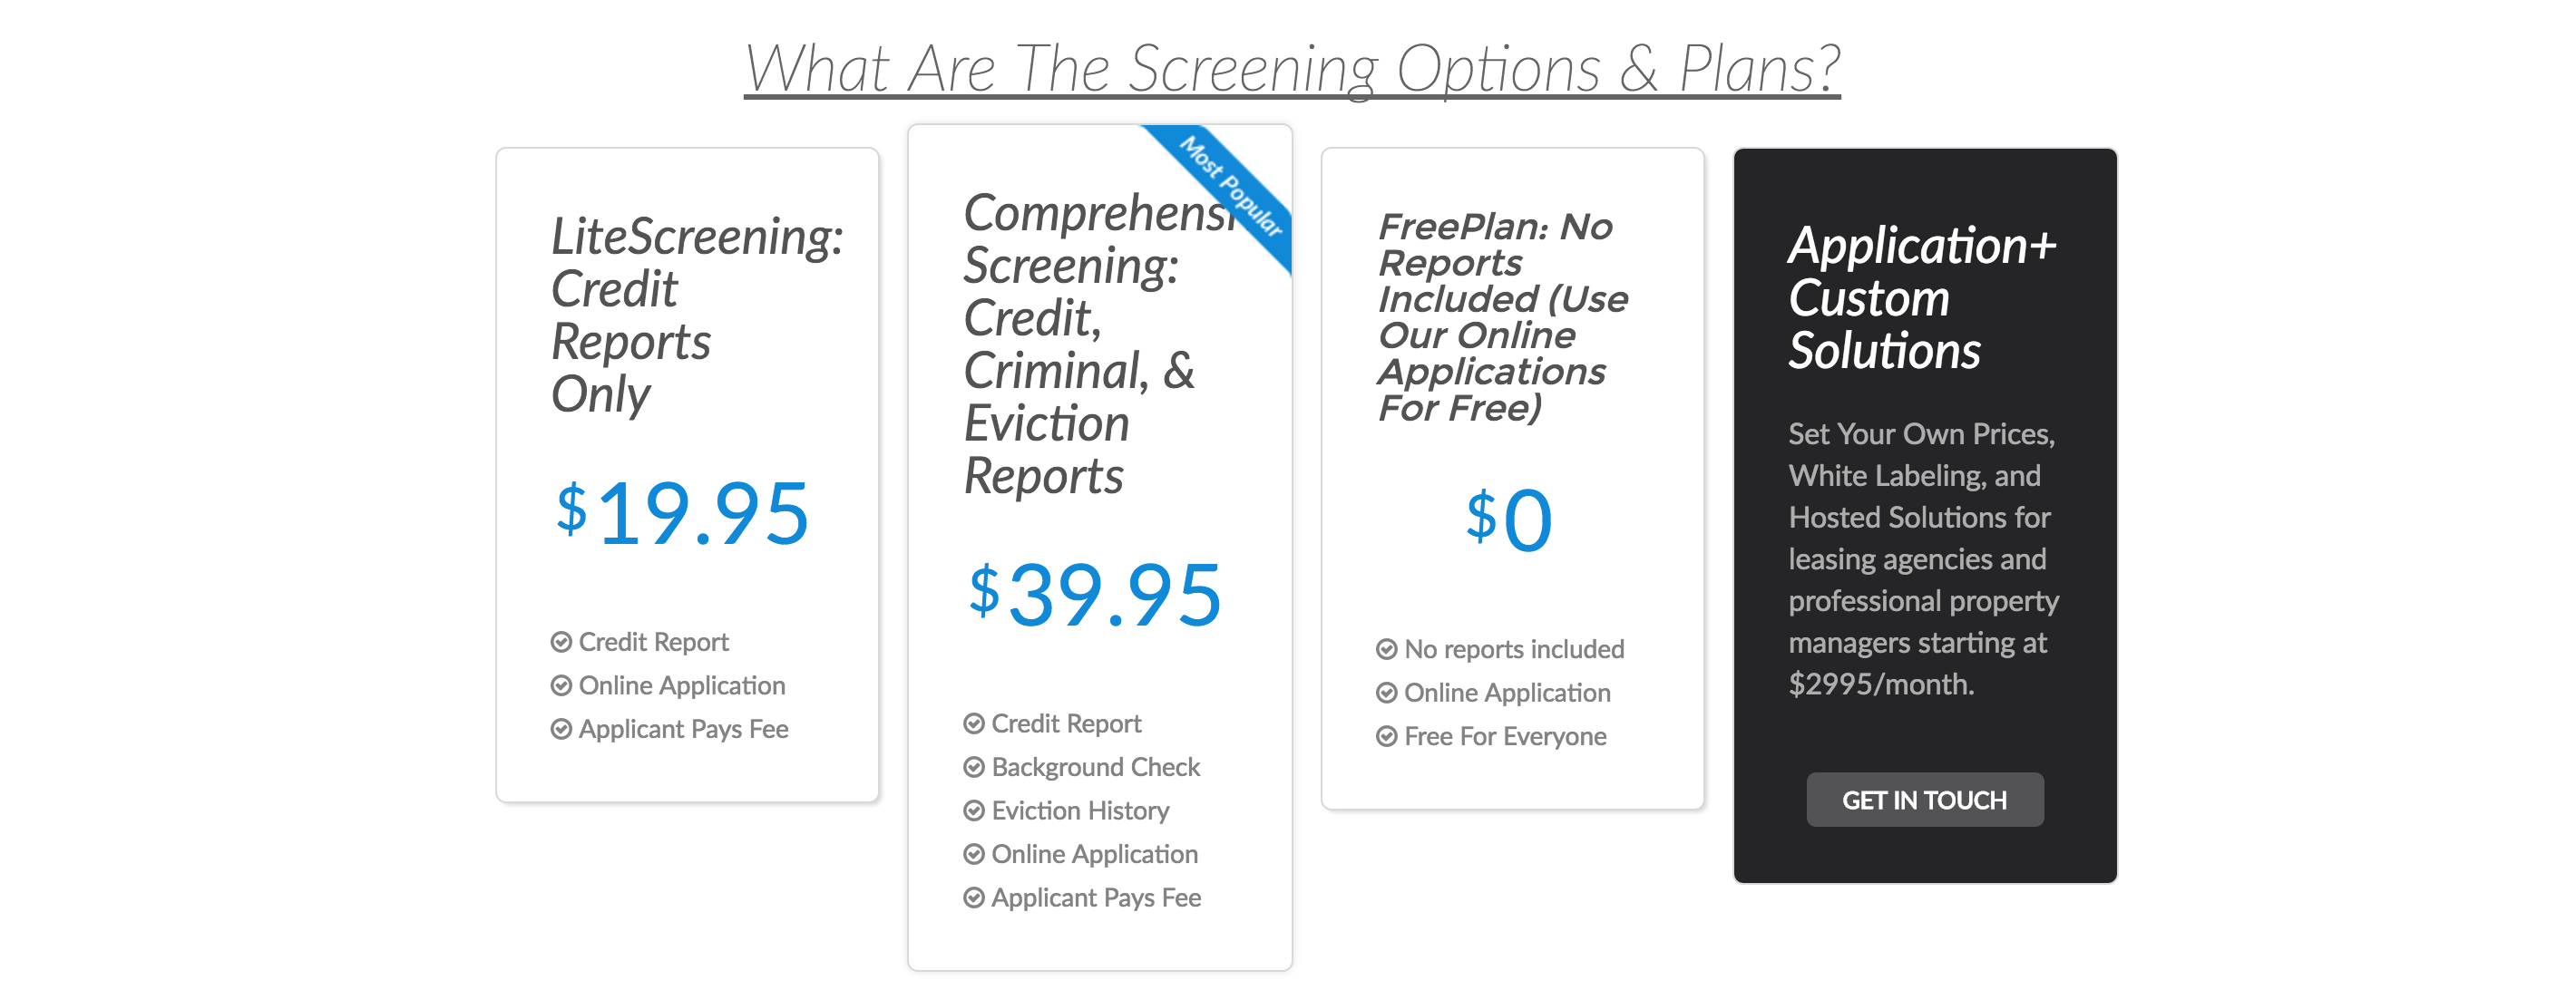 What Are The Screening Options & Plans?
LiteScreening:
Credit
Reports
Only
$19.95
Credit Report
Online Application
Applicant Pays Fee
Most Popular
Screening:
Credit,
Criminal, &
Eviction
Reports
$39.95
Credit Report
Background Check
Eviction History
Online Application
Applicant Pays Fee
FreePlan: No
Reports
Included (Use
Our Online
Applications
For Free)
$0
No reports included
Online Application
Free For Everyone
Application+
Custom
Solutions
Set Your Own Prices,
White Labeling, and
Hosted Solutions for
leasing agencies and
professional property
managers starting at
$2995/month.
GET IN TOUCH